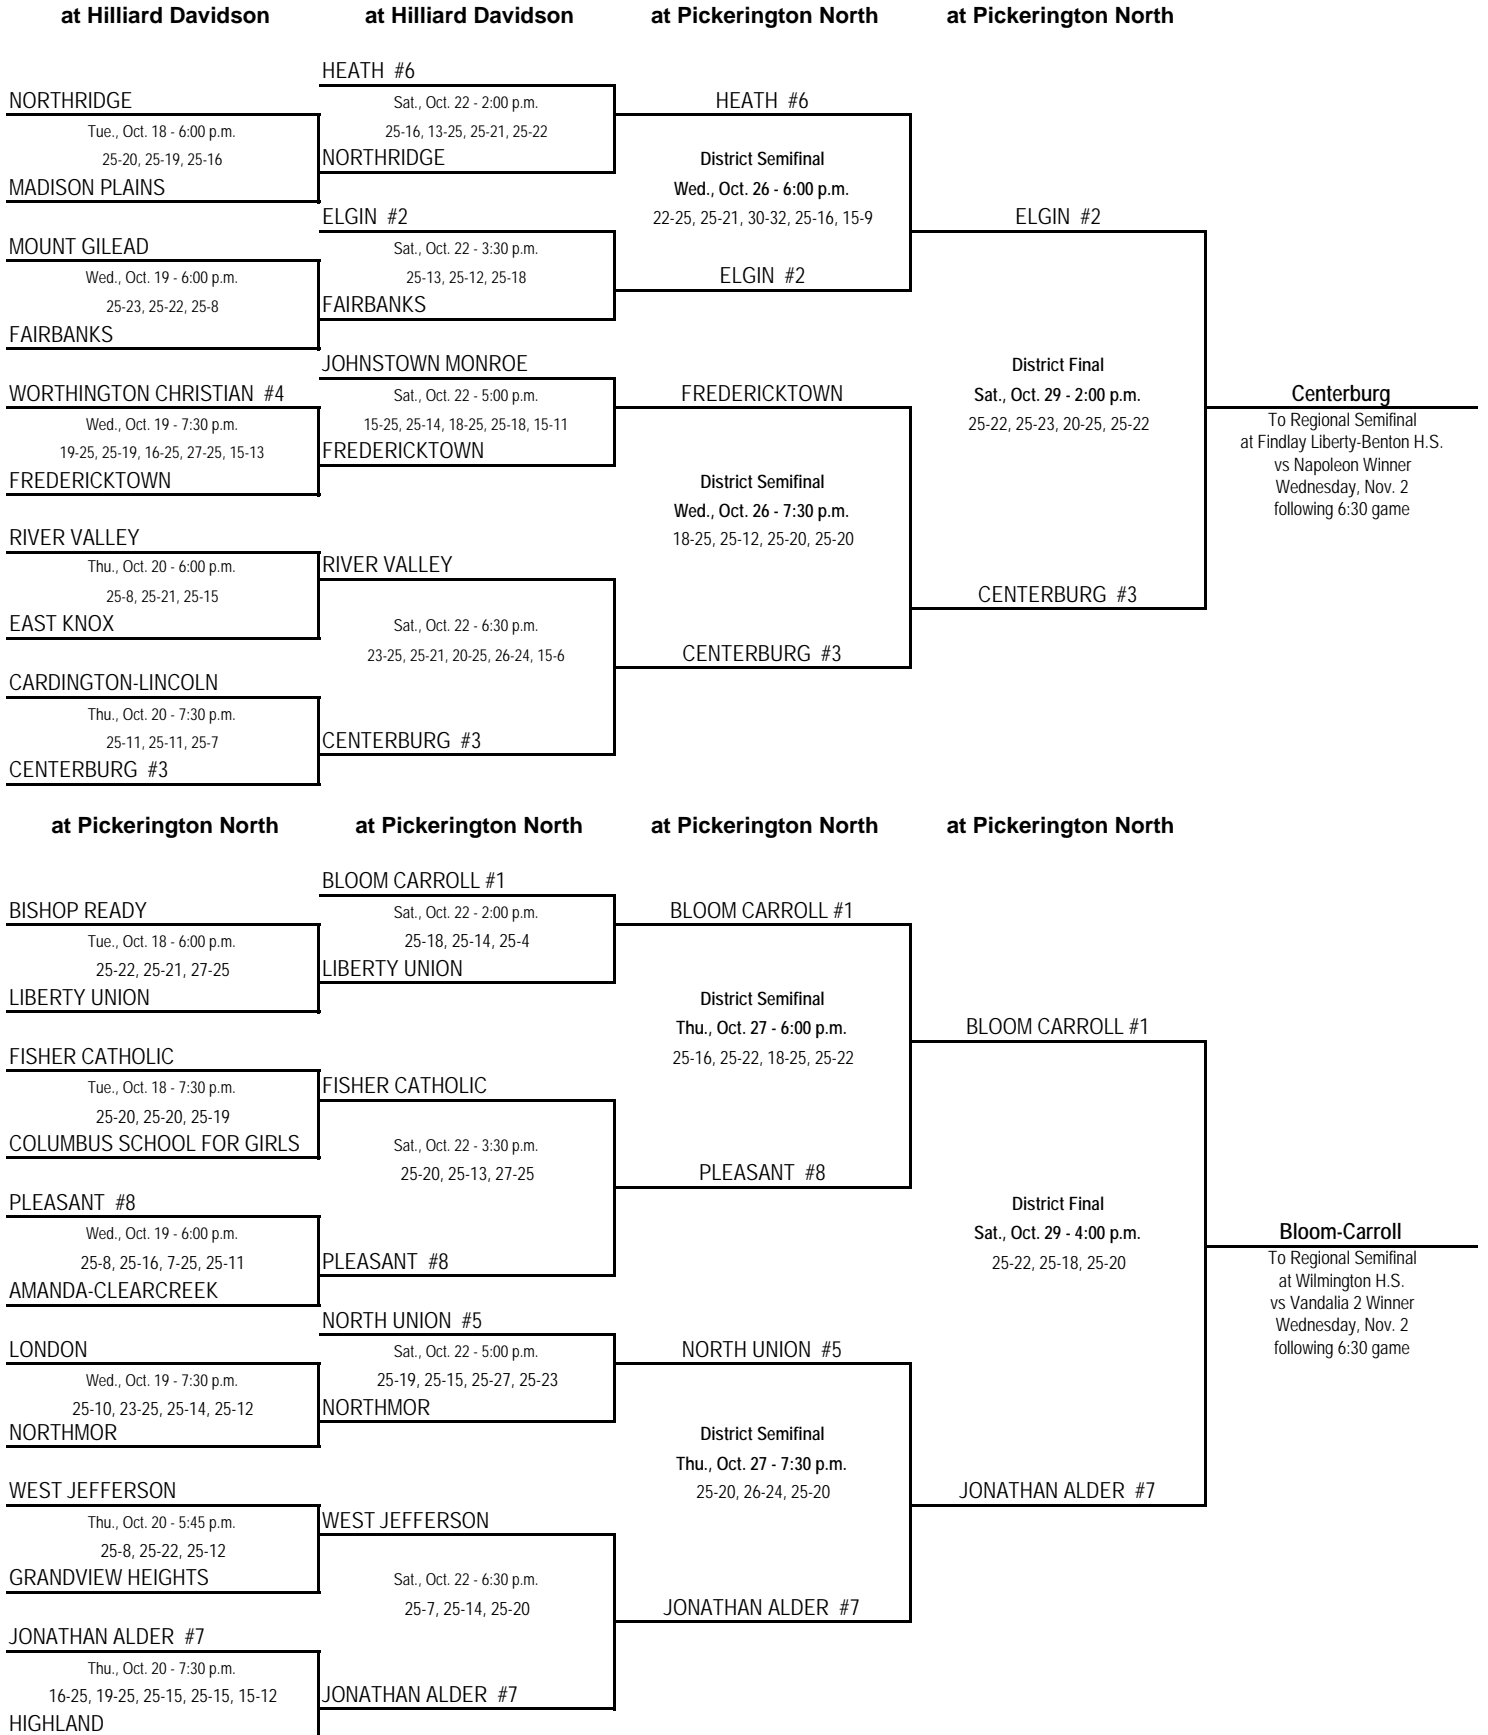 at Hilliard Davidson
at Hilliard Davidson
at Pickerington North
at Pickerington North
NORTHRIDGE
Tue., Oct. 18 - 6:00 p.m.
25-20, 25-19, 25-16
MADISON PLAINS
MOUNT GILEAD
Wed., Oct. 19 - 6:00 p.m.
25-23, 25-22, 25-8
FAIRBANKS
WORTHINGTON CHRISTIAN #4
Wed., Oct. 19 - 7:30 p.m.
19-25, 25-19, 16-25, 27-25, 15-13
FREDERICKTOWN
RIVER VALLEY
Thu., Oct. 20 - 6:00 p.m.
25-8, 25-21, 25-15
EAST KNOX
CARDINGTON-LINCOLN
Thu., Oct. 20 - 7:30 p.m.
25-11, 25-11, 25-7
CENTERBURG #3
HEATH #6
Sat., Oct. 22 - 2:00 p.m.
25-16, 13-25, 25-21, 25-22
NORTHRIDGE
ELGIN #2
Sat., Oct. 22 - 3:30 p.m.
25-13, 25-12, 25-18
FAIRBANKS
JOHNSTOWN MONROE
Sat., Oct. 22 - 5:00 p.m.
15-25, 25-14, 18-25, 25-18, 15-11
FREDERICKTOWN
RIVER VALLEY
Sat., Oct. 22 - 6:30 p.m.
23-25, 25-21, 20-25, 26-24, 15-6
CENTERBURG #3
HEATH #6
District Semifinal
Wed., Oct. 26 - 6:00 p.m.
22-25, 25-21, 30-32, 25-16, 15-9
ELGIN #2
FREDERICKTOWN
District Semifinal
Wed., Oct. 26 - 7:30 p.m.
18-25, 25-12, 25-20, 25-20
CENTERBURG #3
ELGIN #2
District Final
Sat., Oct. 29 - 2:00 p.m.
25-22, 25-23, 20-25, 25-22
CENTERBURG #3
Centerburg
To Regional Semifinal
at Findlay Liberty-Benton H.S.
vs Napoleon Winner
Wednesday, Nov. 2
following 6:30 game
at Pickerington North
at Pickerington North
at Pickerington North
at Pickerington North
BISHOP READY
Tue., Oct. 18 - 6:00 p.m.
25-22, 25-21, 27-25
LIBERTY UNION
FISHER CATHOLIC
Tue., Oct. 18 - 7:30 p.m.
25-20, 25-20, 25-19
COLUMBUS SCHOOL FOR GIRLS
PLEASANT #8
Wed., Oct. 19 - 6:00 p.m.
25-8, 25-16, 7-25, 25-11
AMANDA-CLEARCREEK
LONDON
Wed., Oct. 19 - 7:30 p.m.
25-10, 23-25, 25-14, 25-12
NORTHMOR
WEST JEFFERSON
Thu., Oct. 20 - 5:45 p.m.
25-8, 25-22, 25-12
GRANDVIEW HEIGHTS
JONATHAN ALDER #7
Thu., Oct. 20 - 7:30 p.m.
16-25, 19-25, 25-15, 25-15, 15-12
HIGHLAND
BLOOM CARROLL #1
Sat., Oct. 22 - 2:00 p.m.
25-18, 25-14, 25-4
LIBERTY UNION
FISHER CATHOLIC
Sat., Oct. 22 - 3:30 p.m.
25-20, 25-13, 27-25
PLEASANT #8
NORTH UNION #5
Sat., Oct. 22 - 5:00 p.m.
25-19, 25-15, 25-27, 25-23
NORTHMOR
WEST JEFFERSON
Sat., Oct. 22 - 6:30 p.m.
25-7, 25-14, 25-20
JONATHAN ALDER #7
BLOOM CARROLL #1
District Semifinal
Thu., Oct. 27 - 6:00 p.m.
25-16, 25-22, 18-25, 25-22
PLEASANT #8
NORTH UNION #5
District Semifinal
Thu., Oct. 27 - 7:30 p.m.
25-20, 26-24, 25-20
JONATHAN ALDER #7
BLOOM CARROLL #1
District Final
Sat., Oct. 29 - 4:00 p.m.
25-22, 25-18, 25-20
JONATHAN ALDER #7
Bloom-Carroll
To Regional Semifinal
at Wilmington H.S.
vs Vandalia 2 Winner
Wednesday, Nov. 2
following 6:30 game